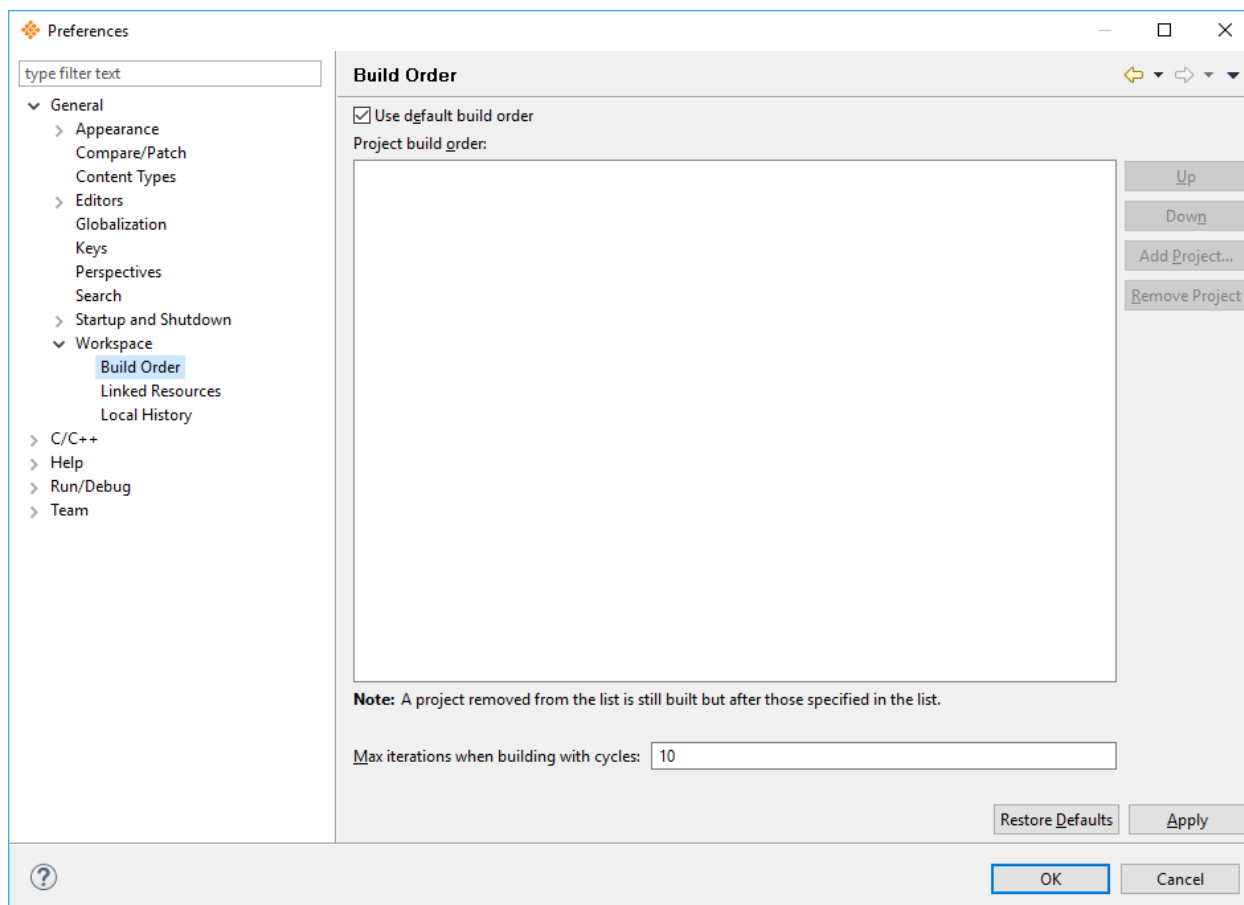 Preferences
type filter text
General
Appearance
Compare/Patch
Content Types
Editors
Globalization
Keys
Perspectives
Search
Startup and Shutdown
Workspace
Build Order
Linked Resources
Local History
C/C++
Help
Run/Debug
Team
Build Order
Use default build order
Project build order:
Up
Down
Add Project...
Remove Project
Note: A project removed from the list is still built but after those specified in the list.
Max iterations when building with cycles: 10
Restore Defaults Apply
? OK Cancel